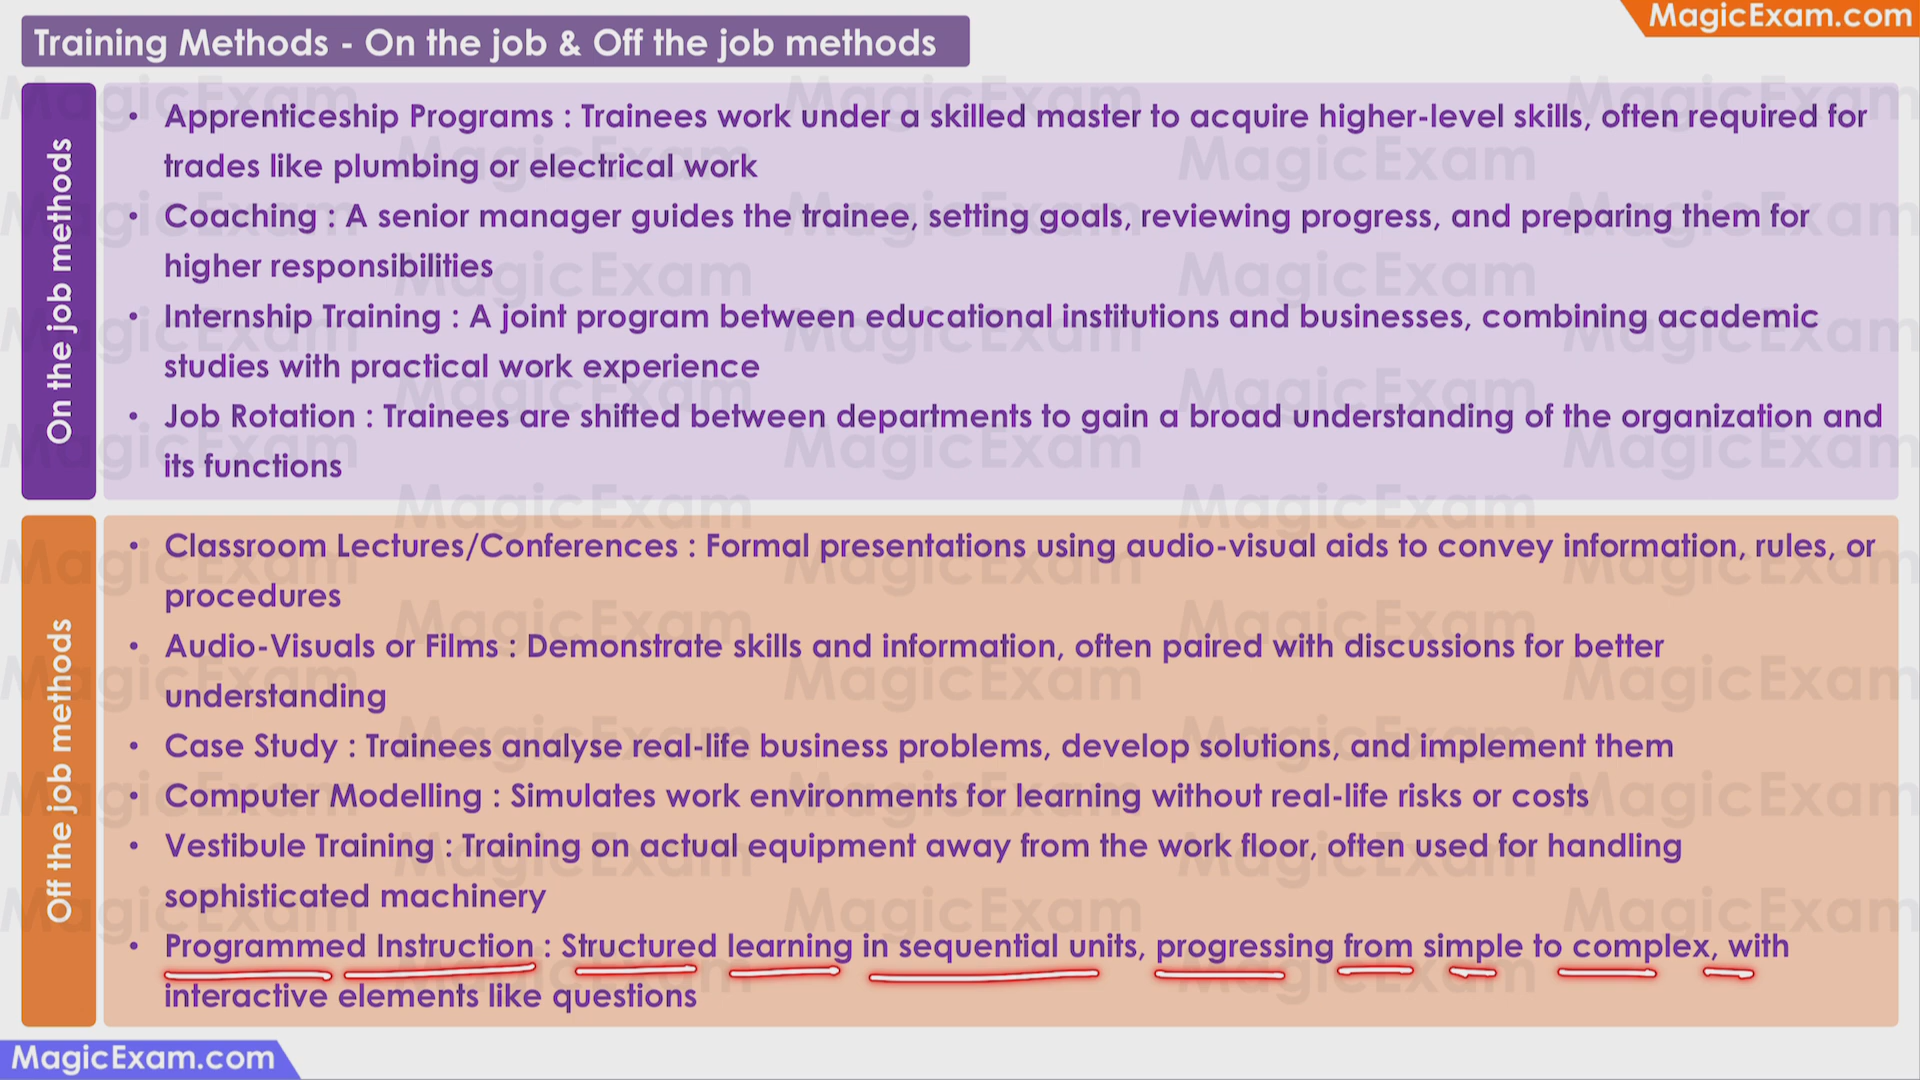 MagicExam.com
Training Methods - On the job & Off the job methods
On the job methods
• Apprenticeship Programs : Trainees work under a skilled master to acquire higher-level skills, often required for
trades like plumbing or electrical work
• Coaching : A senior manager guides the trainee, setting goals, reviewing progress, and preparing them for
higher responsibilities
• Internship Training : A joint program between educational institutions and businesses, combining academic
studies with practical work experience
• Job Rotation : Trainees are shifted between departments to gain a broad understanding of the organization and
its functions
Off the job methods
• Classroom Lectures/Conferences : Formal presentations using audio-visual aids to convey information, rules, or
procedures
• Audio-Visuals or Films : Demonstrate skills and information, often paired with discussions for better
understanding
• Case Study : Trainees analyse real-life business problems, develop solutions, and implement them
• Computer Modelling : Simulates work environments for learning without real-life risks or costs
• Vestibule Training : Training on actual equipment away from the work floor, often used for handling
sophisticated machinery
• Programmed Instruction : Structured learning in sequential units, progressing from simple to complex, with
interactive elements like questions
MagicExam.com